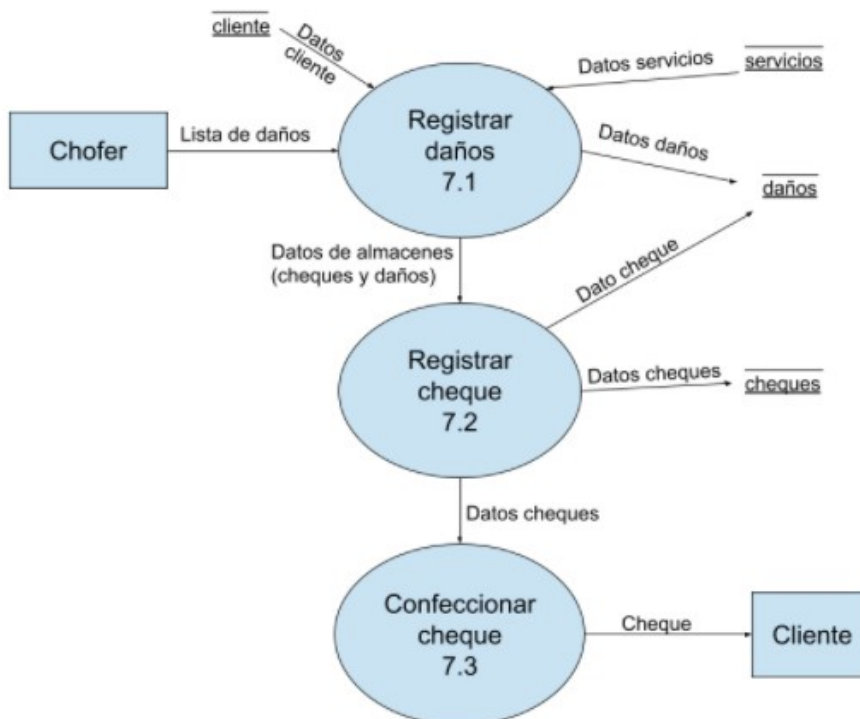 cliente
Datos
cliente
Datos servicios
servicios
Chofer
Lista de daños
Registrar
daños
7.1
Datos daños
daños
Datos de almacenes
(cheques y daños)
Dato cheque
Registrar
cheque
7.2
Datos cheques
cheques
Datos cheques
Confeccionar
cheque
7.3
Cheque
Cliente